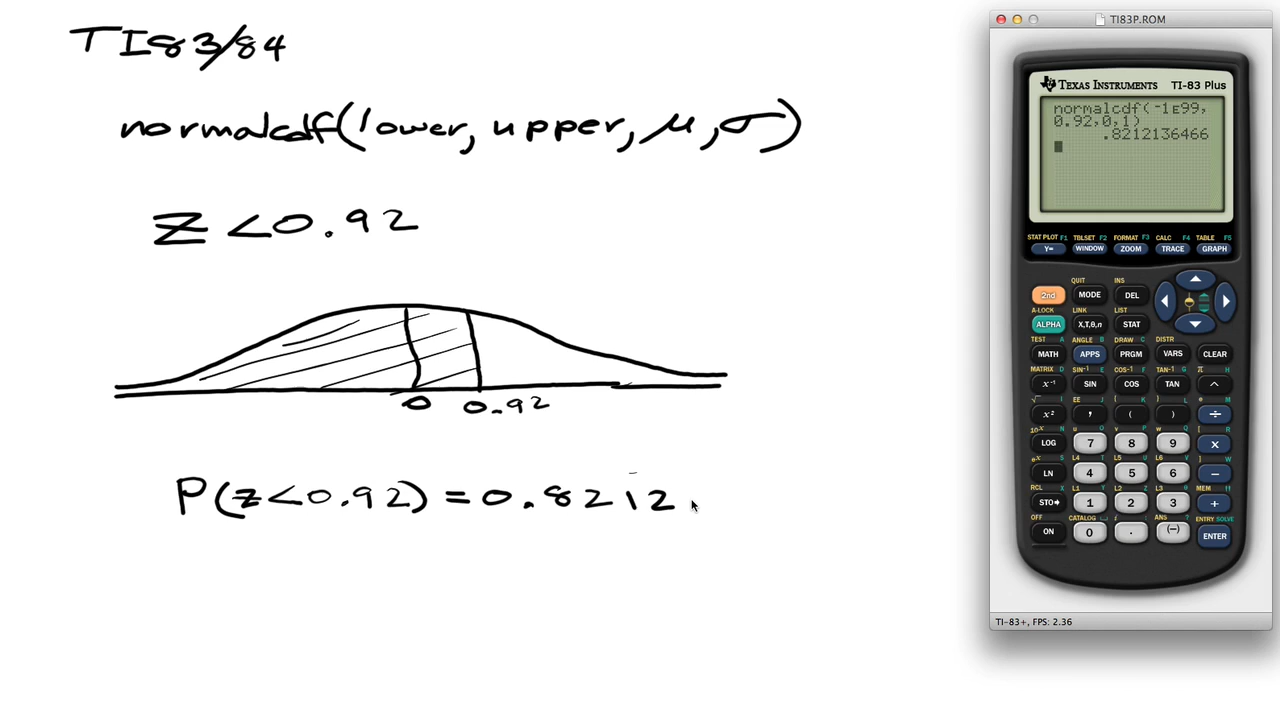 TI83/84
normalcdf(lower, upper, μ, σ)
Z < 0.92
0 0.92
P(z<0.92) = 0.8212
TI83P.ROM
TEXAS INSTRUMENTS TI-83 Plus
normalcdf(-1E99,
0.92,0,1)
.8212136466
STAT PLOT F1 TBLSET F2 FORMAT F3 CALC F4 TABLE F5
Y= WINDOW ZOOM TRACE GRAPH
QUIT INS
2nd MODE DEL
A-LOCK LINK LIST
ALPHA X,T,θ,n STAT
TEST A ANGLE B DRAW C DISTR
MATH APPS PRGM VARS CLEAR
MATRIX D SIN⁻¹ E COS⁻¹ F TAN⁻¹ G π H
x⁻¹ SIN COS TAN ^
√ I EE J { K } L e M
x² , ( ) ÷
10ˣ N u O v P w Q [ R
LOG 7 8 9 ×
eˣ S L4 T L5 U L6 V ] W
LN 4 5 6 −
RCL X L1 Y L2 Z L3 θ MEM "
STO▸ 1 2 3 +
OFF CATALOG i : ANS ? ENTRY SOLVE
ON 0 . (−) ENTER
TI-83+, FPS: 2.36